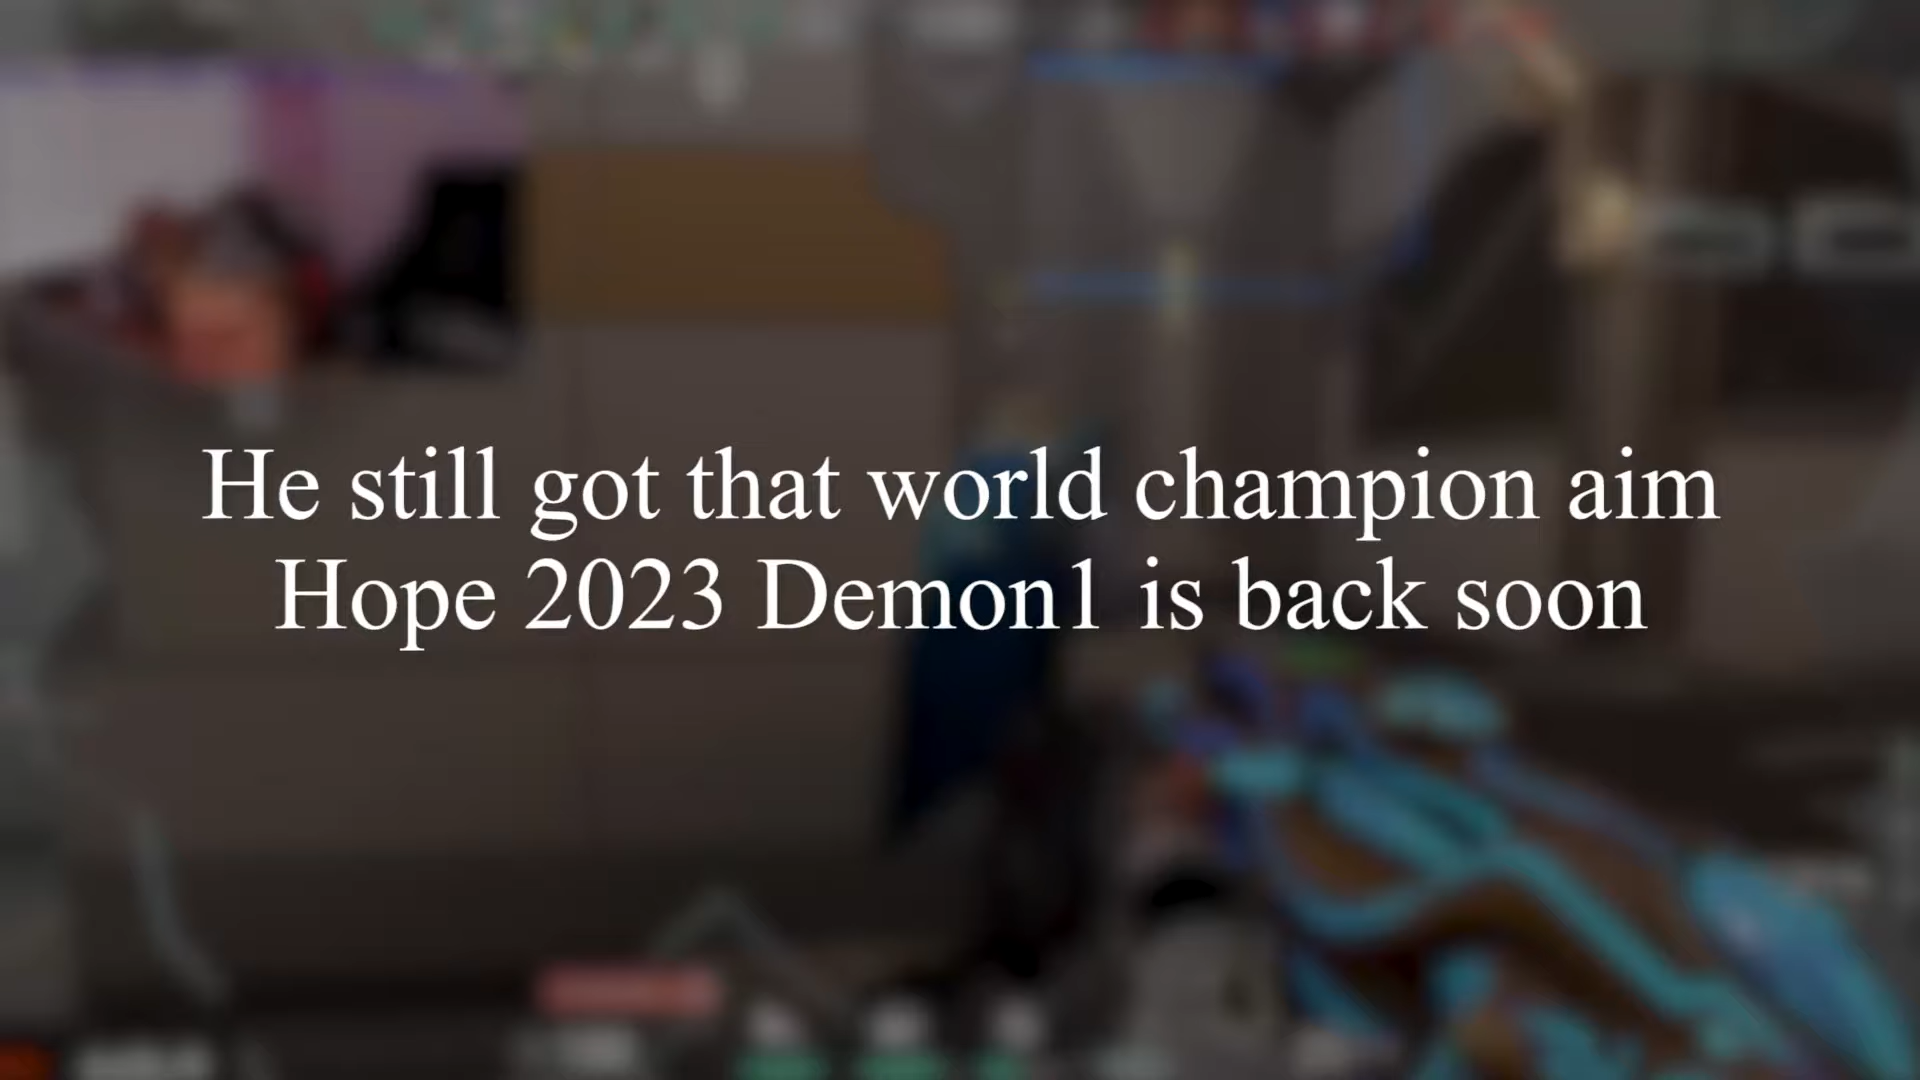 He still got that world champion aim
Hope 2023 Demon1 is back soon